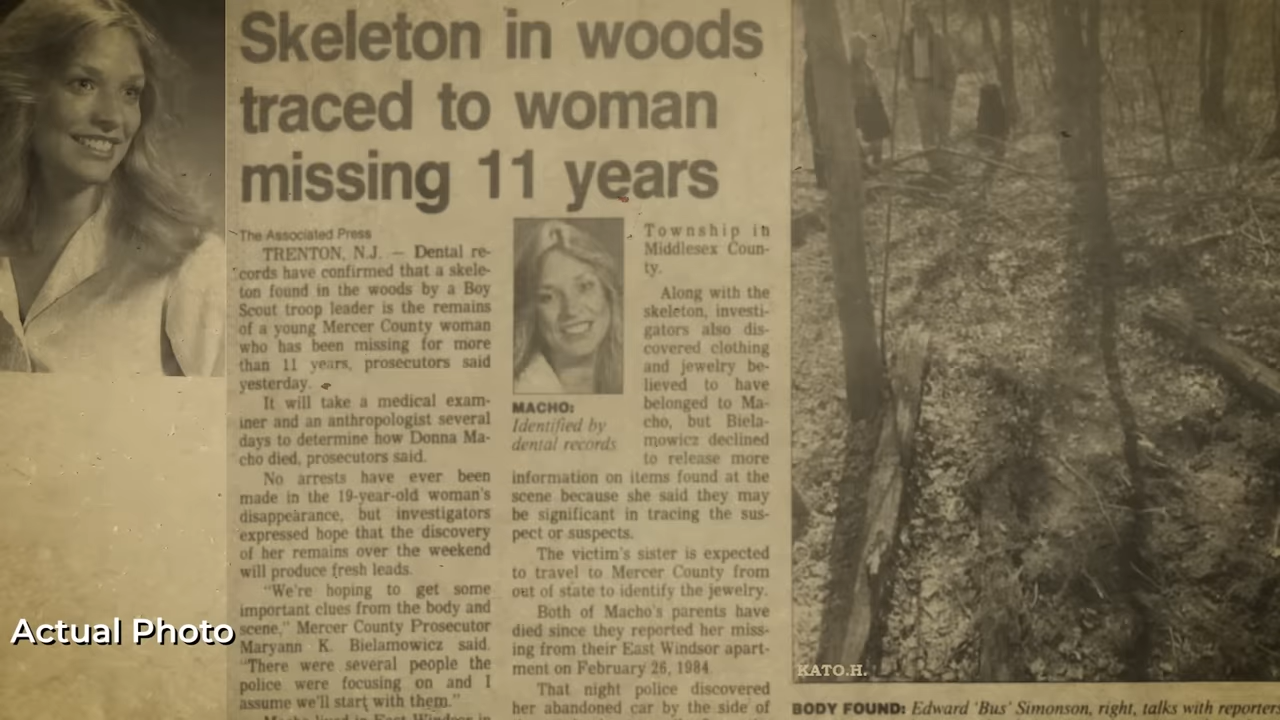 Skeleton in woods
traced to woman
missing 11 years
The Associated Press
TRENTON, N.J. — Dental re-
cords have confirmed that a skele-
ton found in the woods by a Boy
Scout troop leader is the remains
of a young Mercer County woman
who has been missing for more
than 11 years, prosecutors said
yesterday.
It will take a medical exam-
iner and an anthropologist several
days to determine how Donna Ma-
cho died, prosecutors said.
No arrests have ever been
made in the 19-year-old woman's
disappearance, but investigators
expressed hope that the discovery
of her remains over the weekend
will produce fresh leads.
"We're hoping to get some
important clues from the body and
scene," Mercer County Prosecutor
Maryann K. Bielamowicz said.
"There were several people the
police were focusing on and I
assume we'll start with them."
Macho lived in East Windsor in
MACHO:
Identified by
dental records
Township in
Middlesex Coun-
ty.
Along with the
skeleton, investi-
gators also dis-
covered clothing
and jewelry be-
lieved to have
belonged to Ma-
cho, but Biela-
mowicz declined
to release more
information on items found at the
scene because she said they may
be significant in tracing the sus-
pect or suspects.
The victim's sister is expected
to travel to Mercer County from
out of state to identify the jewelry.
Both of Macho's parents have
died since they reported her miss-
ing from their East Windsor apart-
ment on February 26, 1984.
That night police discovered
her abandoned car by the side of
KATO.H.
BODY FOUND: Edward 'Bus' Simonson, right, talks with reporters
Actual Photo